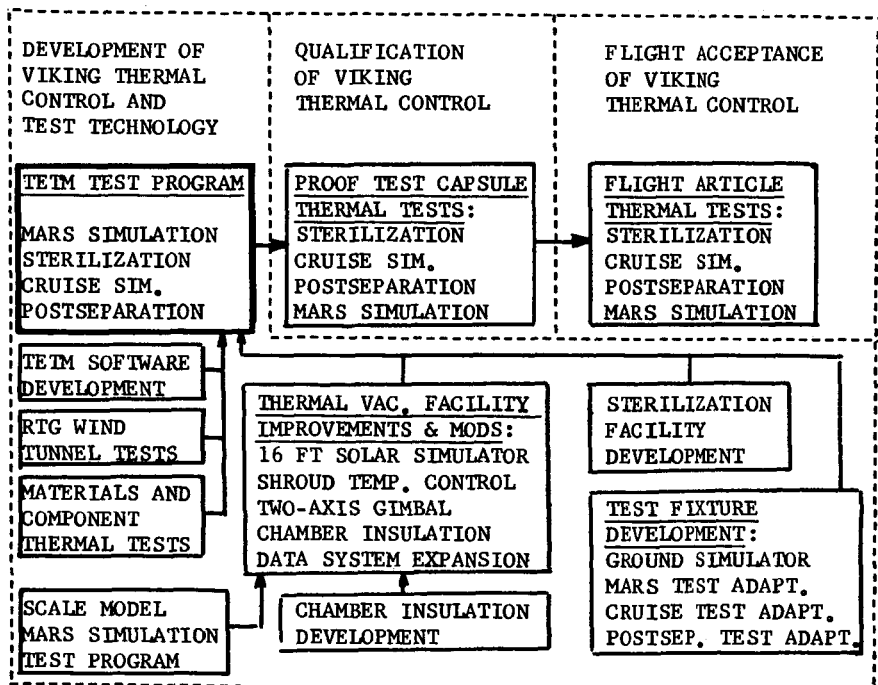 DEVELOPMENT OF
VIKING THERMAL
CONTROL AND
TEST TECHNOLOGY
QUALIFICATION
OF VIKING
THERMAL CONTROL
FLIGHT ACCEPTANCE
OF VIKING
THERMAL CONTROL
TETM TEST PROGRAM
MARS SIMULATION
STERILIZATION
CRUISE SIM.
POSTSEPARATION
PROOF TEST CAPSULE
THERMAL TESTS:
STERILIZATION
CRUISE SIM.
POSTSEPARATION
MARS SIMULATION
FLIGHT ARTICLE
THERMAL TESTS:
STERILIZATION
CRUISE SIM.
POSTSEPARATION
MARS SIMULATION
TETM SOFTWARE
DEVELOPMENT
RTG WIND
TUNNEL TESTS
MATERIALS AND
COMPONENT
THERMAL TESTS
SCALE MODEL
MARS SIMULATION
TEST PROGRAM
THERMAL VAC. FACILITY
IMPROVEMENTS & MODS:
16 FT SOLAR SIMULATOR
SHROUD TEMP. CONTROL
TWO-AXIS GIMBAL
CHAMBER INSULATION
DATA SYSTEM EXPANSION
CHAMBER INSULATION
DEVELOPMENT
STERILIZATION
FACILITY
DEVELOPMENT
TEST FIXTURE
DEVELOPMENT:
GROUND SIMULATOR
MARS TEST ADAPT.
CRUISE TEST ADAPT.
POSTSEP. TEST ADAPT.